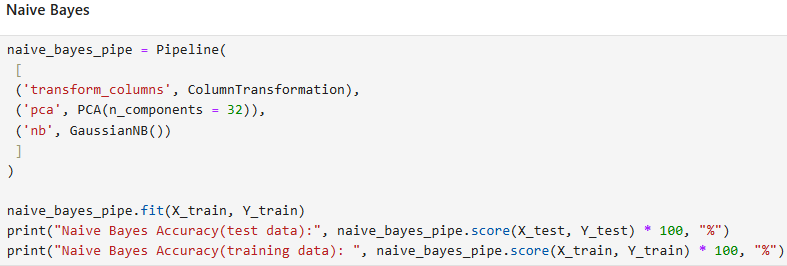 Naive Bayes
naive_bayes_pipe = Pipeline(
[
('transform_columns', ColumnTransformation),
('pca', PCA(n_components = 32)),
('nb', GaussianNB())
]
)
naive_bayes_pipe.fit(X_train, Y_train)
print("Naive Bayes Accuracy(test data):", naive_bayes_pipe.score(X_test, Y_test) * 100, "%")
print("Naive Bayes Accuracy(training data): ", naive_bayes_pipe.score(X_train, Y_train) * 100, "%")